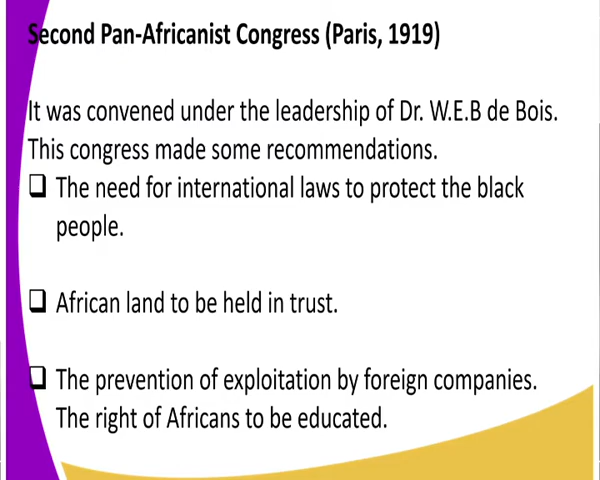 Second Pan-Africanist Congress (Paris, 1919)
It was convened under the leadership of Dr. W.E.B de Bois.
This congress made some recommendations.
❑ The need for international laws to protect the black
people.
❑ African land to be held in trust.
❑ The prevention of exploitation by foreign companies.
The right of Africans to be educated.